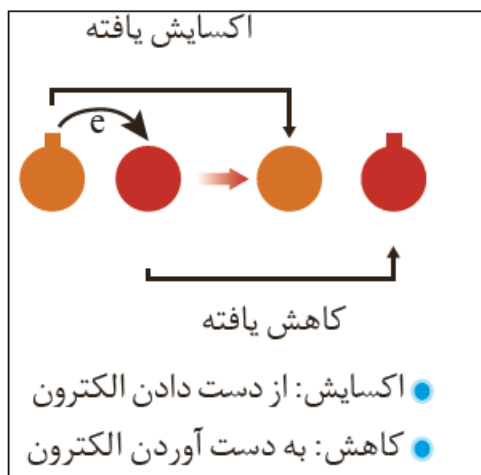 اکسایش یافته
e
کاهش یافته
اکسایش: از دست دادن الکترون
کاهش: به دست آوردن الکترون